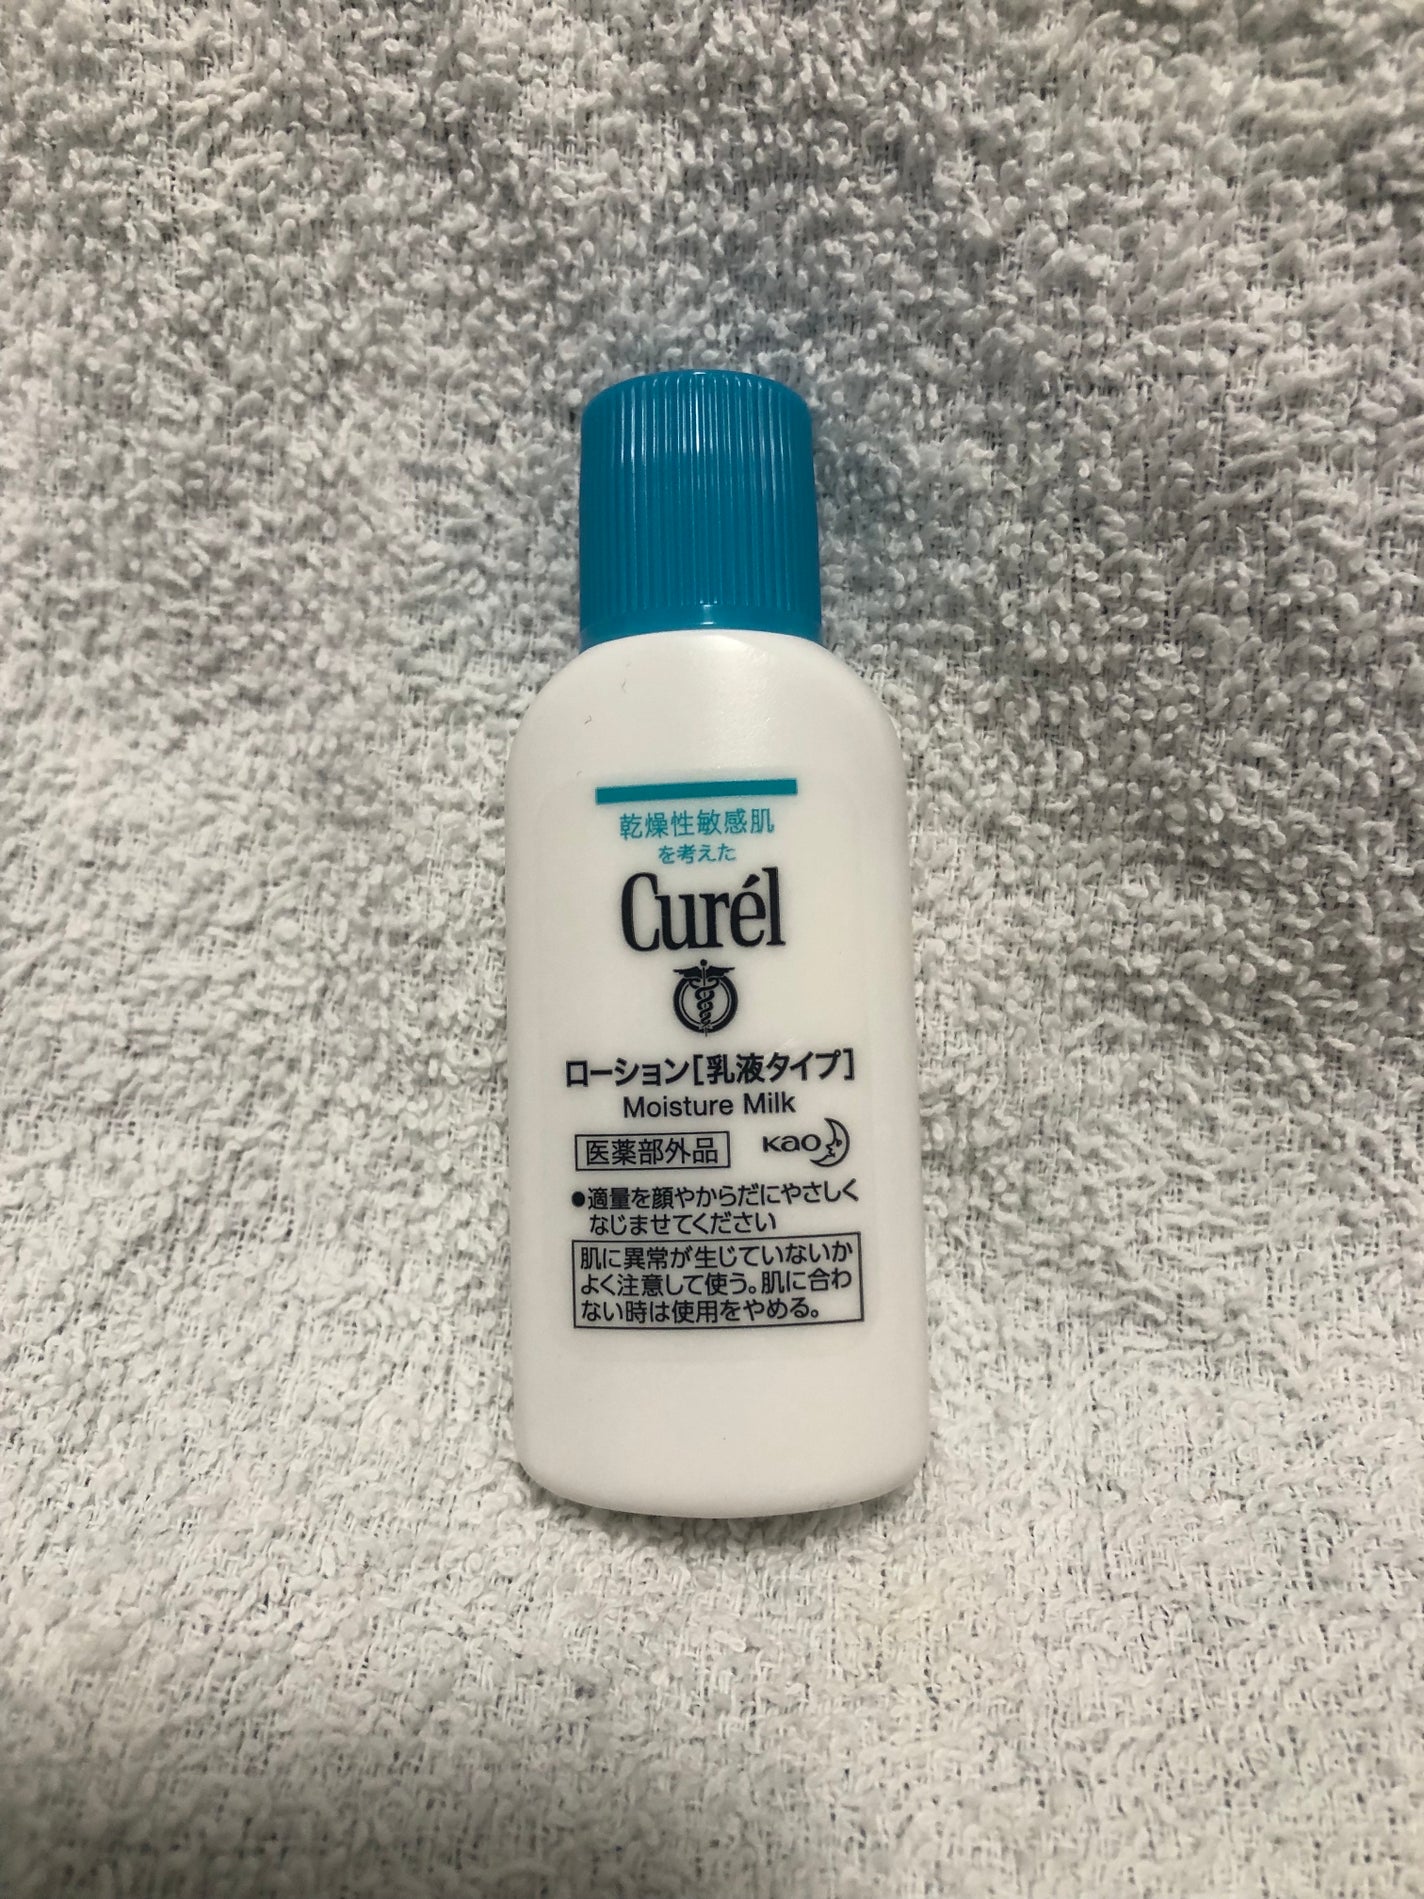 乾燥性敏感肌
を考えた
Curél
ローション[乳液タイプ]
Moisture Milk
医薬部外品 Kao
●適量を顔やからだにやさしく
なじませてください
肌に異常が生じていないか
よく注意して使う。肌に合わ
ない時は使用をやめる。